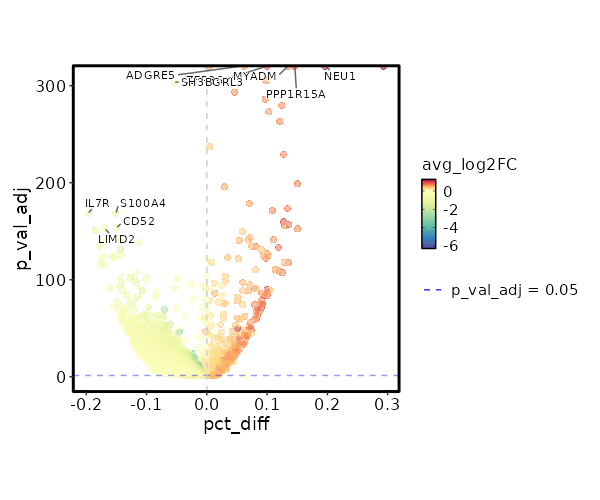 ADGRE5
MYADM
NEU1
SH3BGRL3
PPP1R15A
IL7R
S100A4
CD52
LIMD2
300
200
100
0
-0.2
-0.1
0.0
0.1
0.2
0.3
pct_diff
p_val_adj
avg_log2FC
0
-2
-4
-6
p_val_adj = 0.05